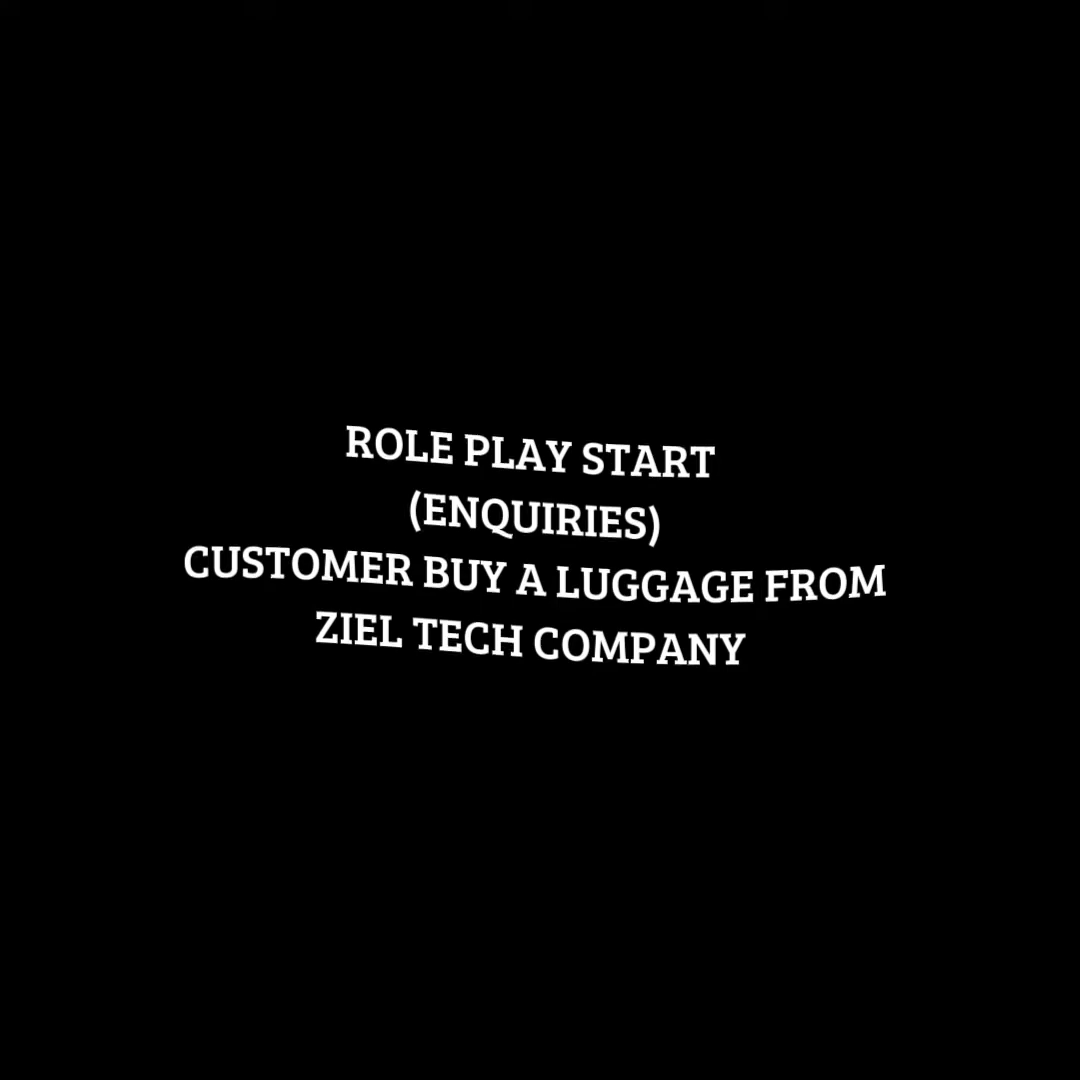 ROLE PLAY START
(ENQUIRIES)
CUSTOMER BUY A LUGGAGE FROM
ZIEL TECH COMPANY